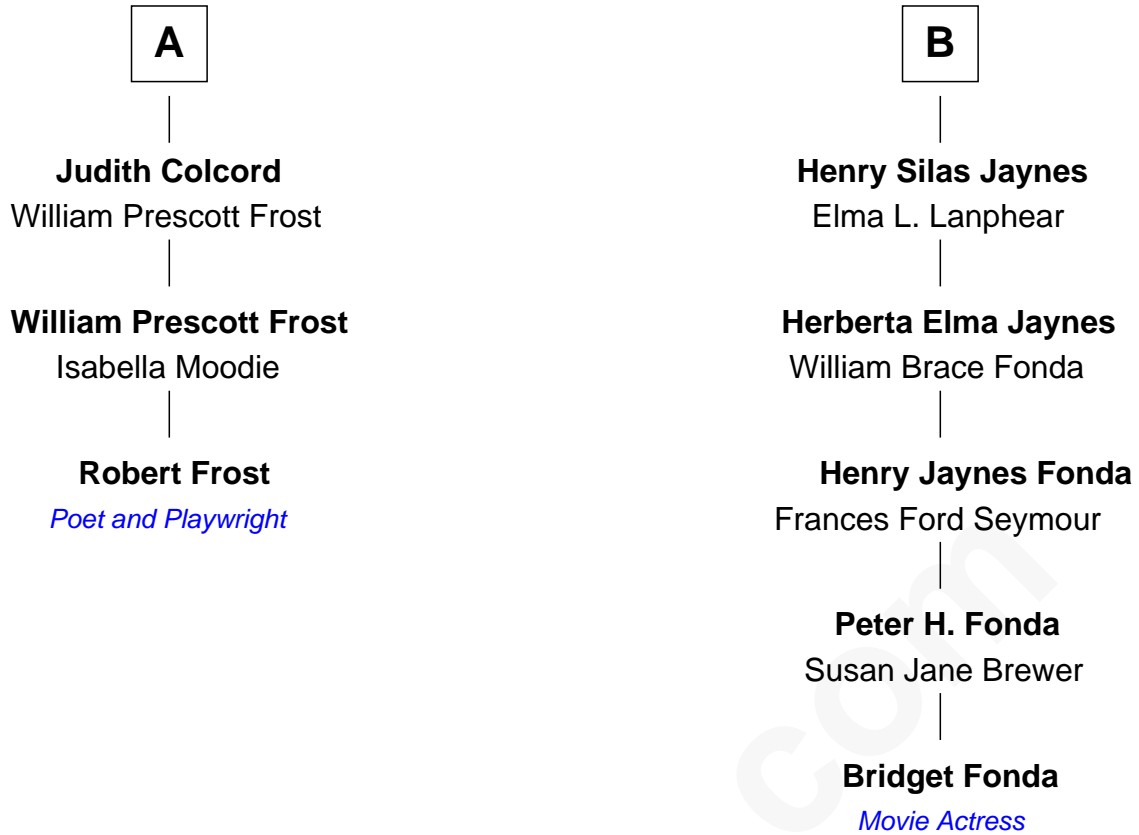 A
Judith Colcord
William Prescott Frost
William Prescott Frost
Isabella Moodie
Robert Frost
Poet and Playwright
B
Henry Silas Jaynes
Elma L. Lanphear
Herberta Elma Jaynes
William Brace Fonda
Henry Jaynes Fonda
Frances Ford Seymour
Peter H. Fonda
Susan Jane Brewer
Bridget Fonda
Movie Actress
com